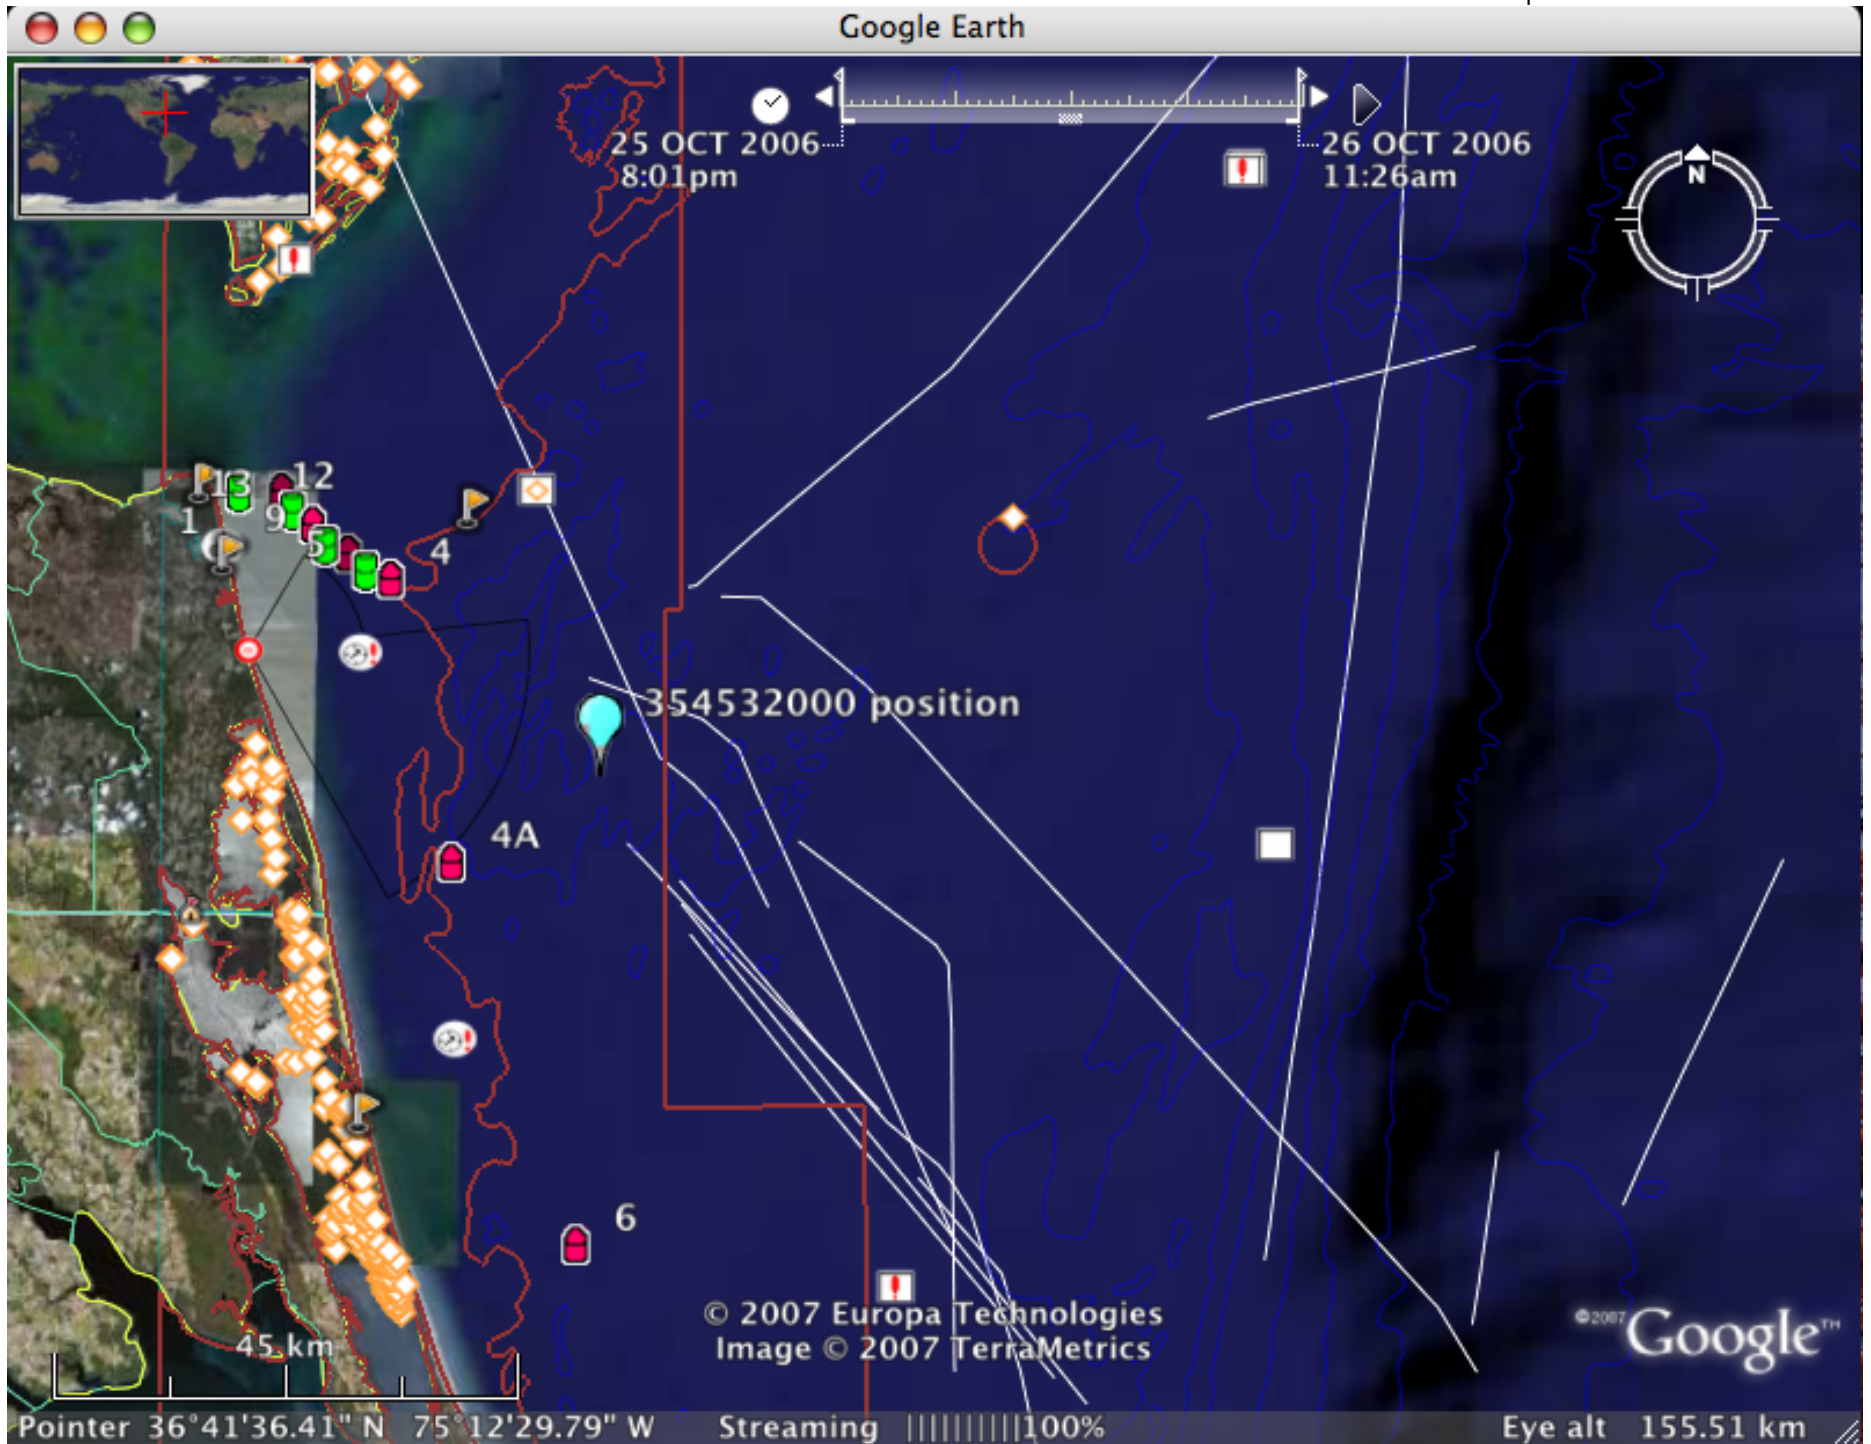 Google Earth
25 OCT 2006
8:01pm
26 OCT 2006
11:26am
N
13
12
1
9
5
4
354532000 position
4A
6
© 2007 Europa Technologies
Image © 2007 TerraMetrics
©2007 Google™
45 km
Pointer 36°41'36.41" N 75°12'29.79" W Streaming ||||||||||100% Eye alt 155.51 km